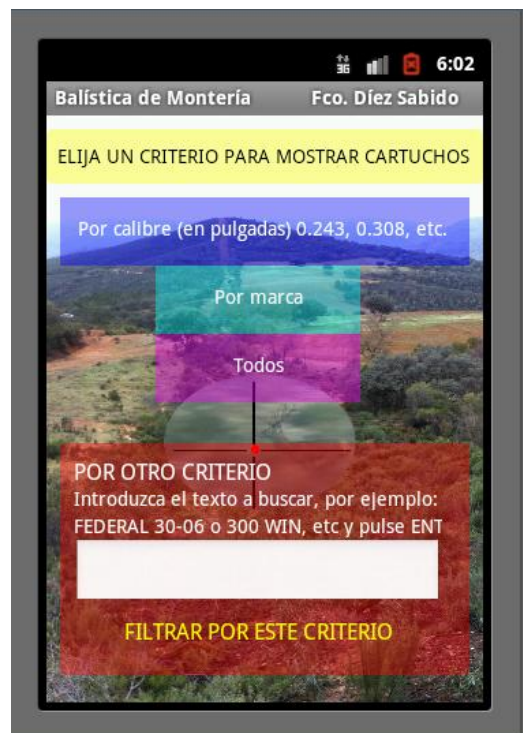 3G 6:02
Balística de Montería Fco. Díez Sabido
ELIJA UN CRITERIO PARA MOSTRAR CARTUCHOS
Por calibre (en pulgadas) 0.243, 0.308, etc.
Por marca
Todos
POR OTRO CRITERIO
Introduzca el texto a buscar, por ejemplo:
FEDERAL 30-06 o 300 WIN, etc y pulse ENT
FILTRAR POR ESTE CRITERIO